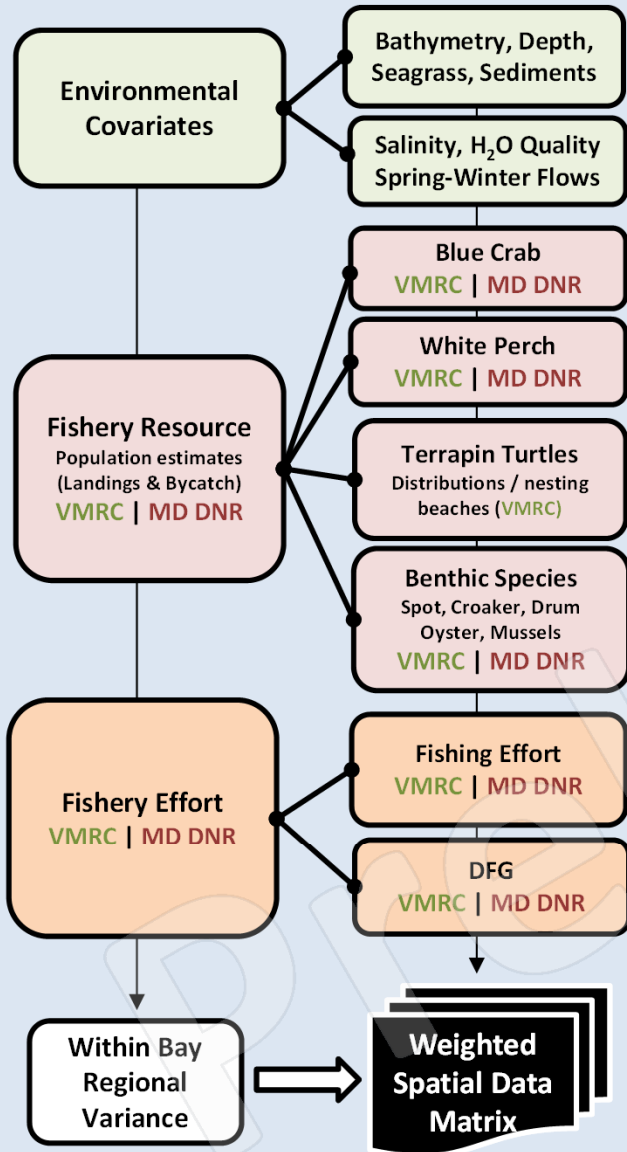 Environmental
Covariates
Bathymetry, Depth,
Seagrass, Sediments
Salinity, H₂O Quality
Spring-Winter Flows
Fishery Resource
Population estimates
(Landings & Bycatch)
VMRC | MD DNR
Blue Crab
VMRC | MD DNR
White Perch
VMRC | MD DNR
Terrapin Turtles
Distributions / nesting
beaches (VMRC)
Benthic Species
Spot, Croaker, Drum
Oyster, Mussels
VMRC | MD DNR
Fishery Effort
VMRC | MD DNR
Fishing Effort
VMRC | MD DNR
DFG
VMRC | MD DNR
Within Bay
Regional
Variance
Weighted
Spatial Data
Matrix